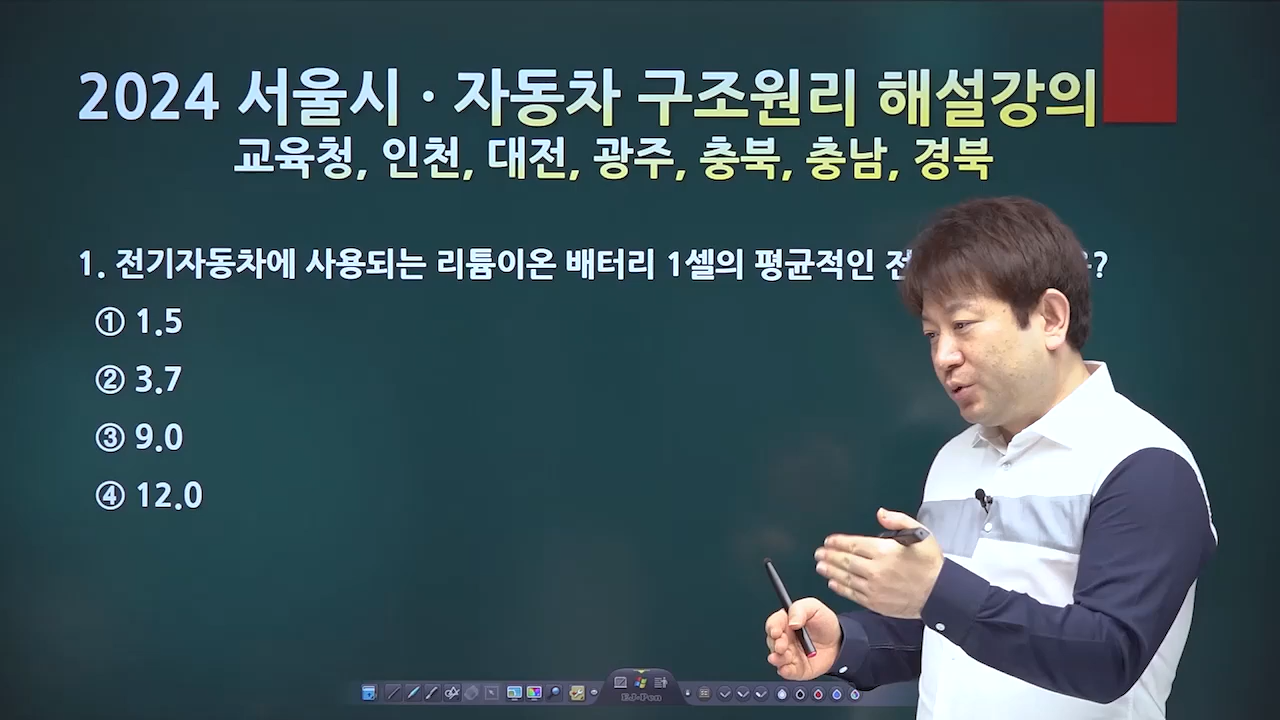 2024 서울시 · 자동차 구조원리 해설강의
교육청, 인천, 대전, 광주, 충북, 충남, 경북
1. 전기자동차에 사용되는 리튬이온 배터리 1셀의 평균적인 ?
① 1.5
② 3.7
③ 9.0
④ 12.0
EJ-Pen